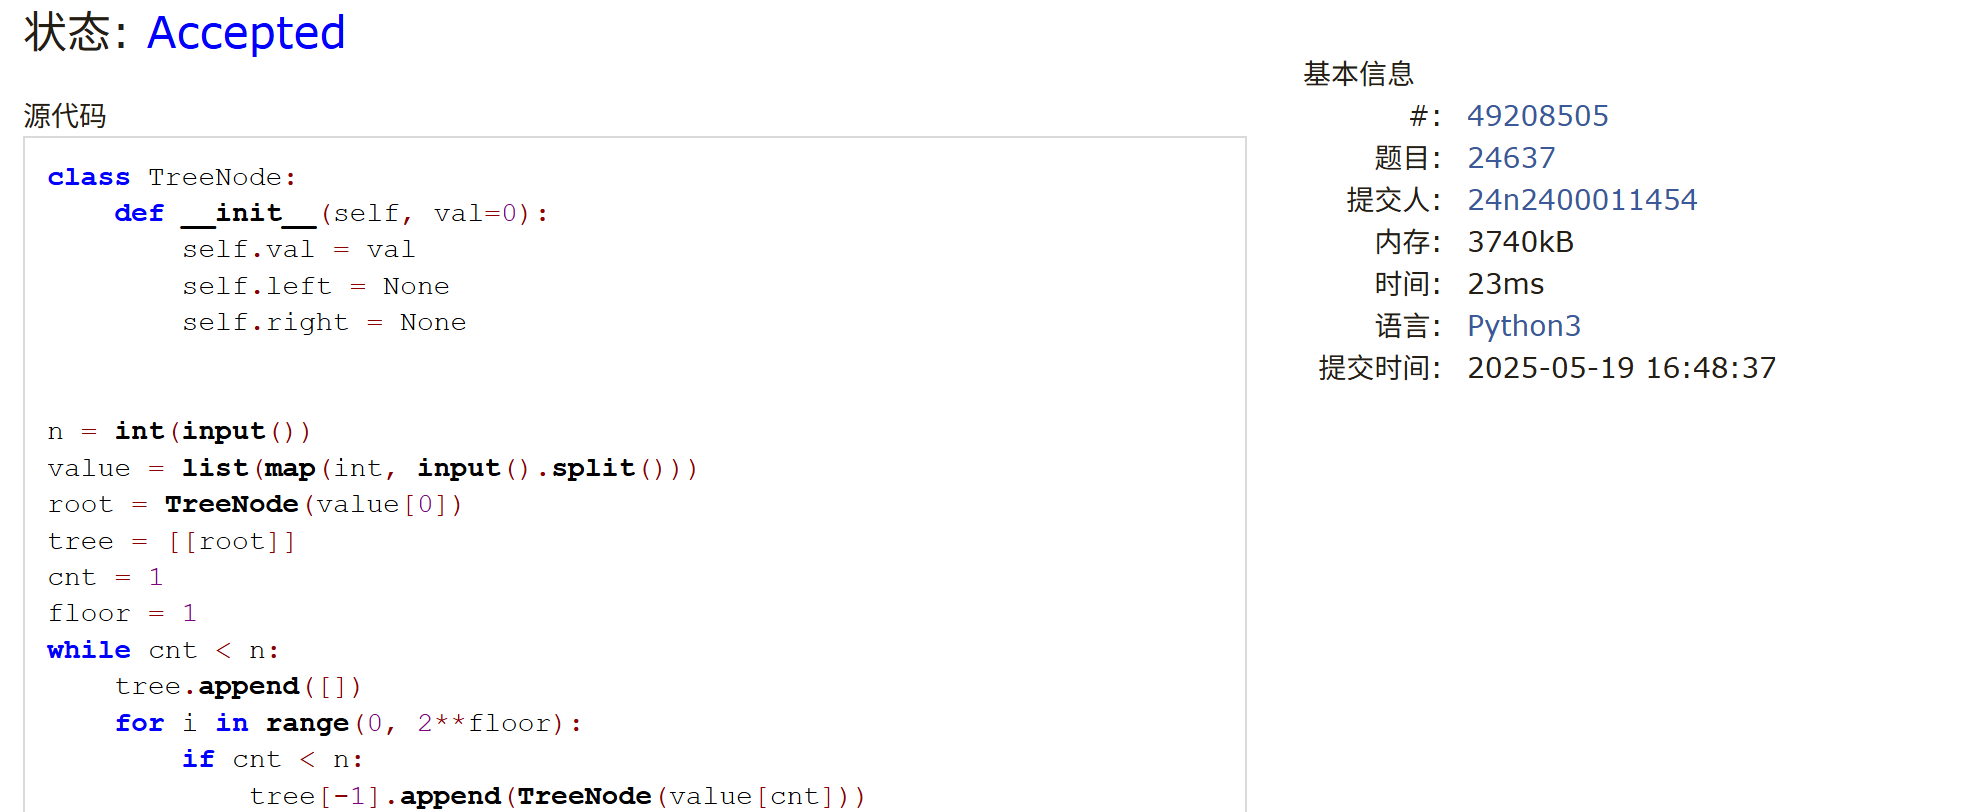 状态: Accepted
源代码
class TreeNode:
    def __init__(self, val=0):
        self.val = val
        self.left = None
        self.right = None
n = int(input())
value = list(map(int, input().split()))
root = TreeNode(value[0])
tree = [[root]]
cnt = 1
floor = 1
while cnt < n:
    tree.append([])
    for i in range(0, 2**floor):
        if cnt < n:
            tree[-1].append(TreeNode(value[cnt]))
基本信息
#: 49208505
题目: 24637
提交人: 24n2400011454
内存: 3740kB
时间: 23ms
语言: Python3
提交时间: 2025-05-19 16:48:37